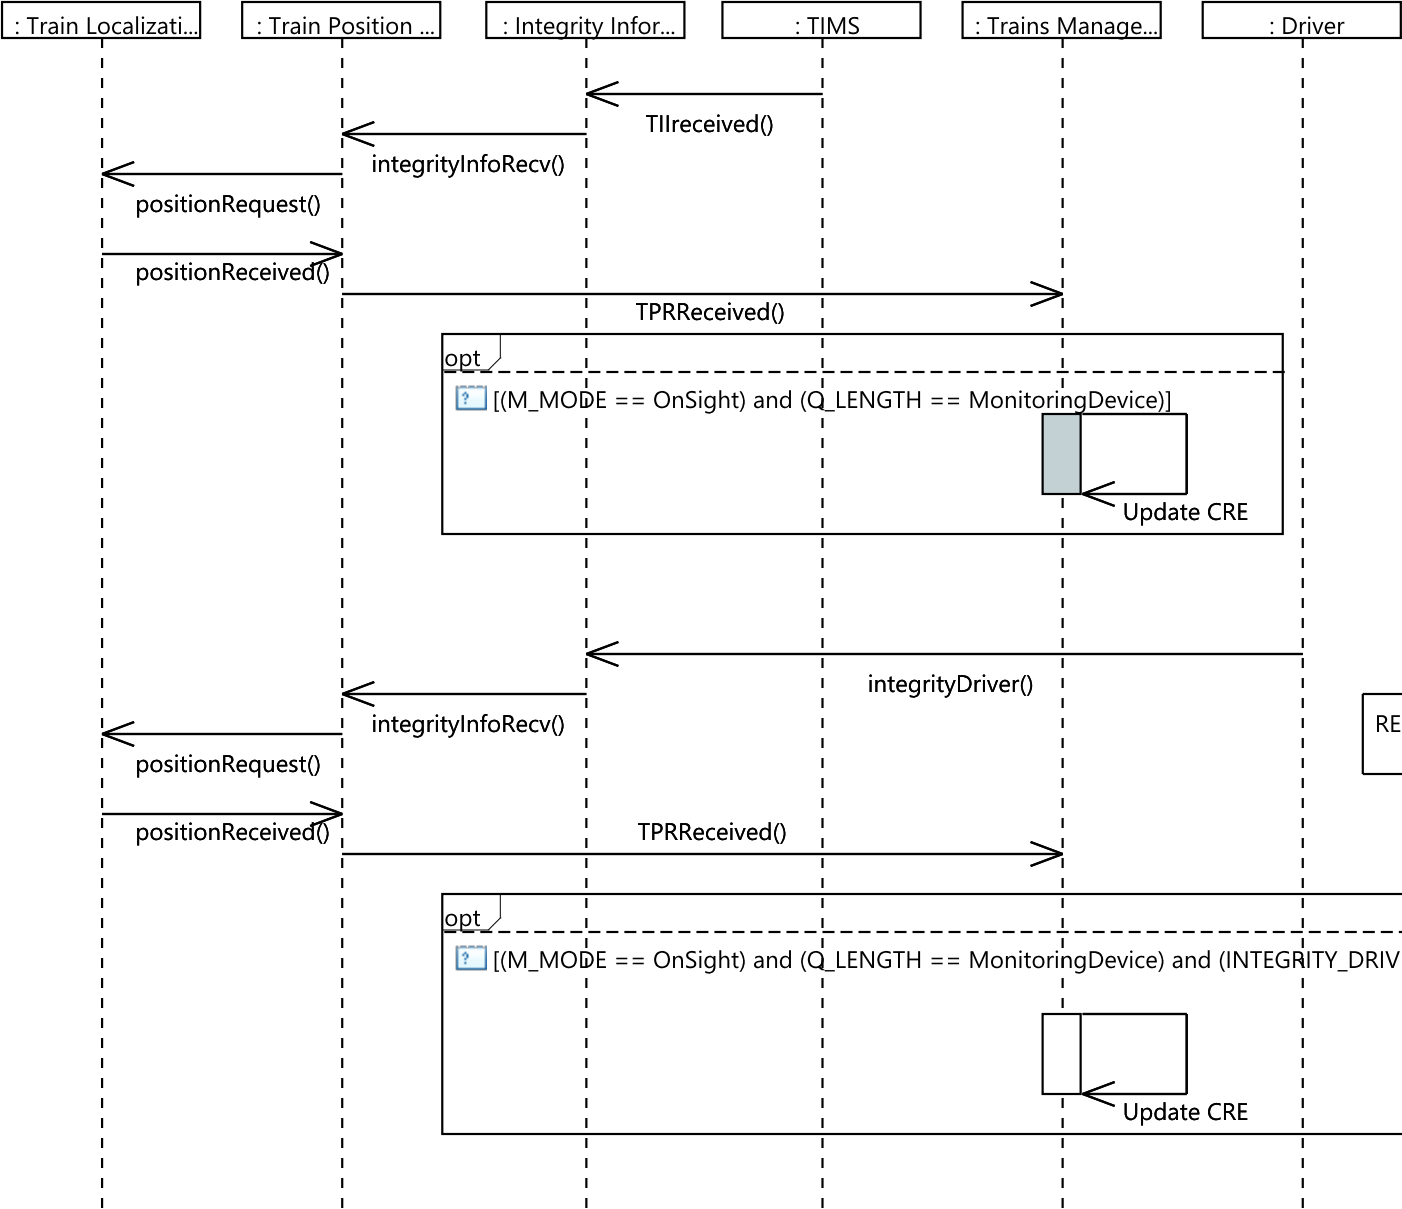 : Train Localizati...
: Train Position ...
: Integrity Infor...
: TIMS
: Trains Manage...
: Driver
TIIreceived()
integrityInfoRecv()
positionRequest()
positionReceived()
TPRReceived()
opt
[(M_MODE == OnSight) and (Q_LENGTH == MonitoringDevice)]
Update CRE
integrityDriver()
integrityInfoRecv()
RE
positionRequest()
positionReceived()
TPRReceived()
opt
[(M_MODE == OnSight) and (Q_LENGTH == MonitoringDevice) and (INTEGRITY_DRIV
Update CRE